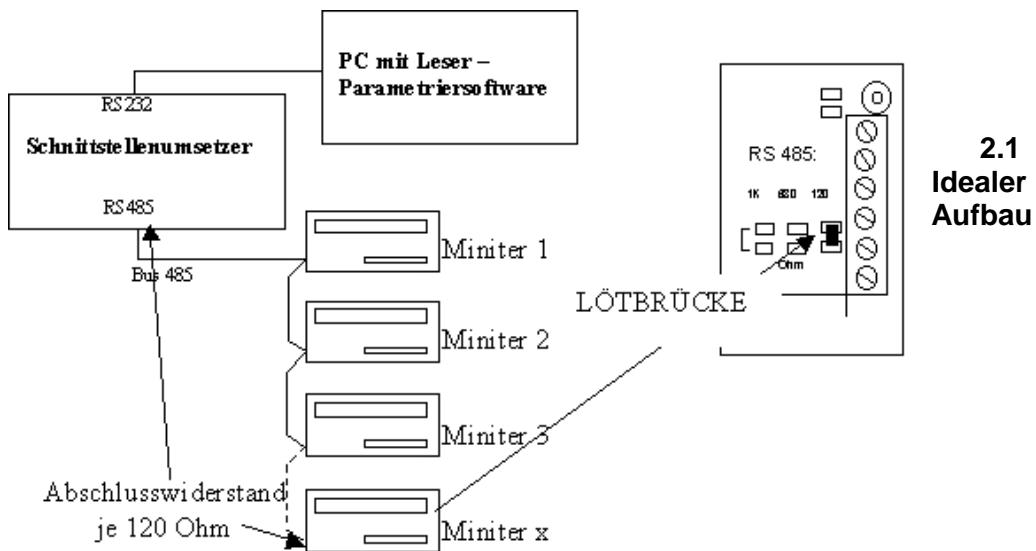 PC mit Leser –
Parametriersoftware
RS232
Schnittstellenumsetzer
RS485
Bus 485
Miniter 1
Miniter 2
Miniter 3
Miniter x
Abschlusswiderstand
je 120 Ohm
LÖTBRÜCKE
RS 485:
1K 680 120
Ohm
2.1
Idealer
Aufbau